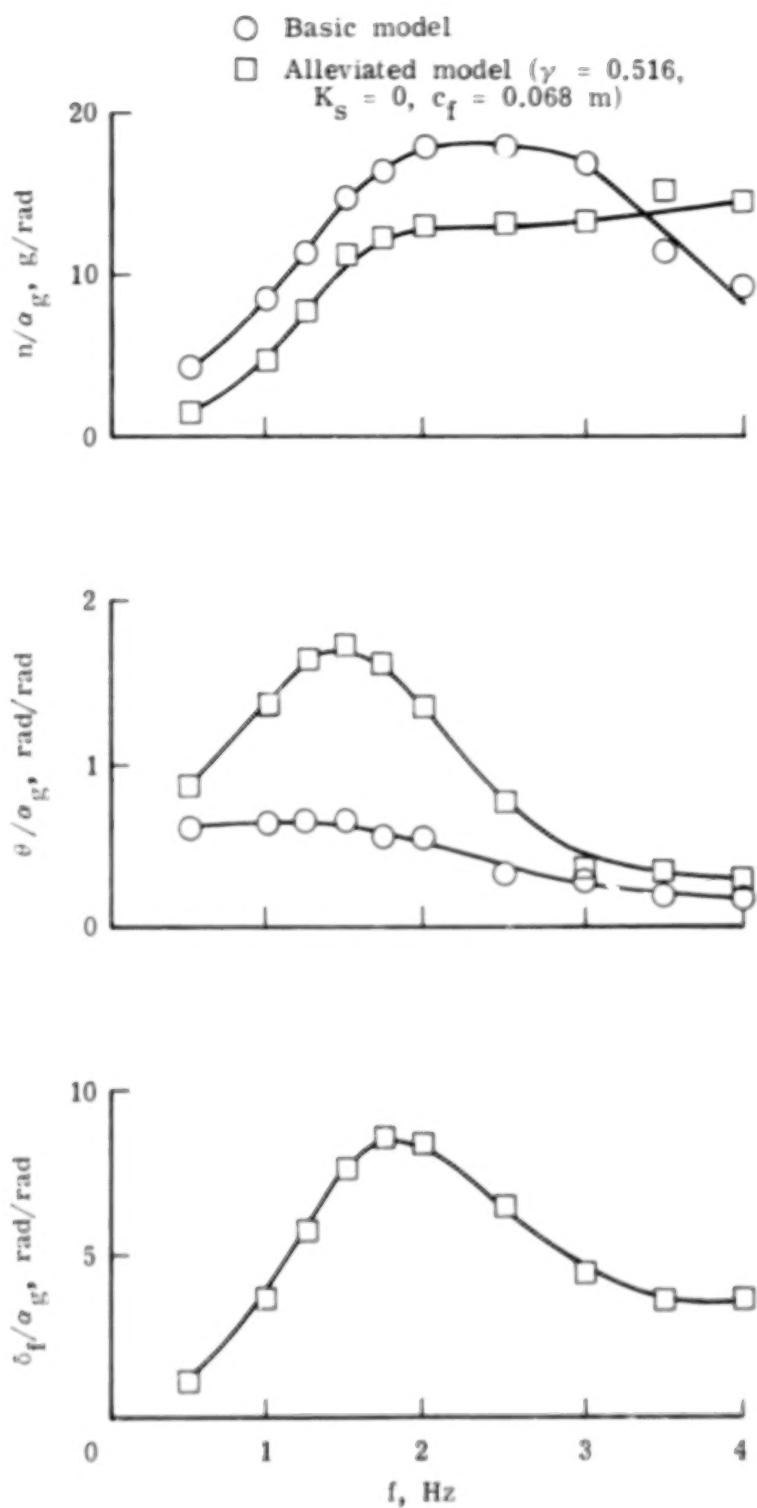 ○ Basic model
□ Alleviated model (γ = 0.516,
K_s = 0, c_f = 0.068 m)
20
10
0
n/α_g, g/rad
2
1
0
θ/α_g, rad/rad
10
5
0
δ_f/α_g, rad/rad
1 2 3 4
f, Hz